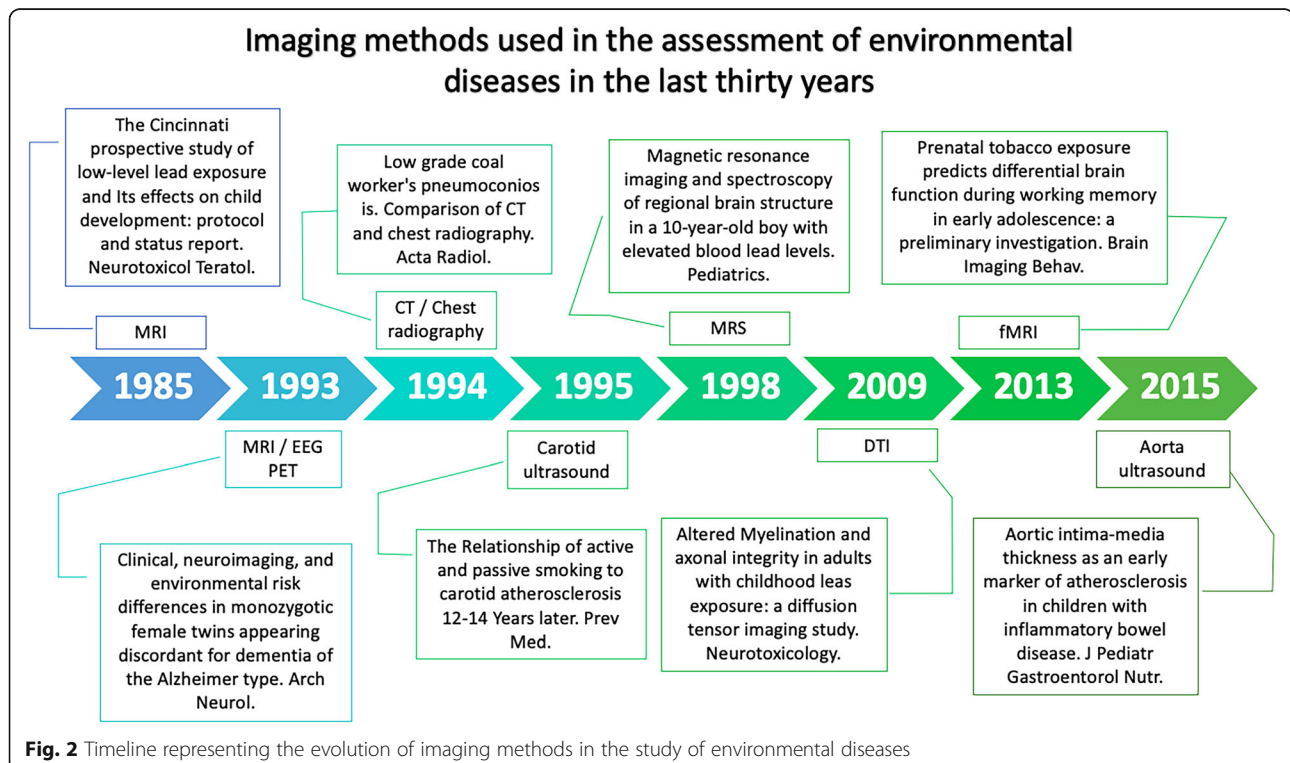 Imaging methods used in the assessment of environmental
diseases in the last thirty years
The Cincinnati
prospective study of
low-level lead exposure
and Its effects on child
development: protocol
and status report.
Neurotoxicol Teratol.
MRI
Low grade coal
worker's pneumoconios
is. Comparison of CT
and chest radiography.
Acta Radiol.
CT / Chest
radiography
Magnetic resonance
imaging and spectroscopy
of regional brain structure
in a 10-year-old boy with
elevated blood lead levels.
Pediatrics.
MRS
Prenatal tobacco exposure
predicts differential brain
function during working memory
in early adolescence: a
preliminary investigation. Brain
Imaging Behav.
fMRI
1985
1993
1994
1995
1998
2009
2013
2015
MRI / EEG
PET
Clinical, neuroimaging, and
environmental risk
differences in monozygotic
female twins appearing
discordant for dementia of
the Alzheimer type. Arch
Neurol.
Carotid
ultrasound
The Relationship of active
and passive smoking to
carotid atherosclerosis
12-14 Years later. Prev
Med.
DTI
Altered Myelination and
axonal integrity in adults
with childhood leas
exposure: a diffusion
tensor imaging study.
Neurotoxicology.
Aorta
ultrasound
Aortic intima-media
thickness as an early
marker of atherosclerosis
in children with
inflammatory bowel
disease. J Pediatr
Gastroentorol Nutr.
Fig. 2 Timeline representing the evolution of imaging methods in the study of environmental diseases